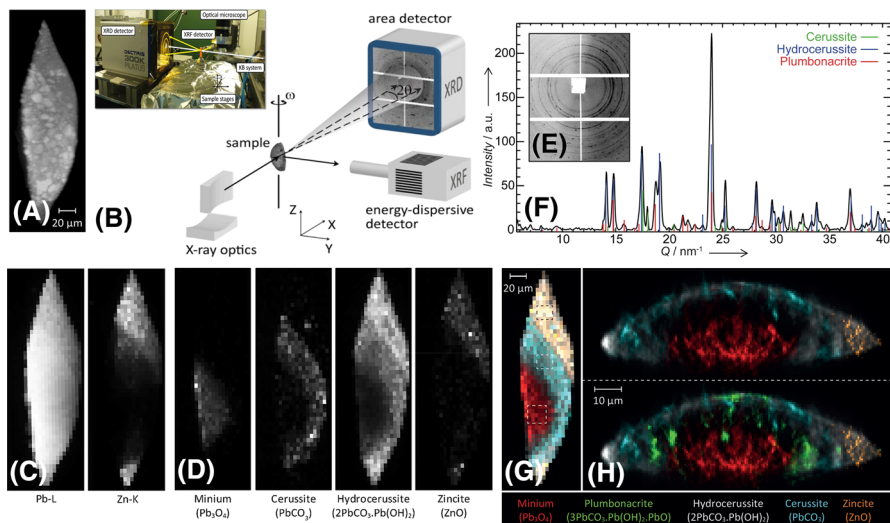 (A)
20 µm
(B)
XRD detector
XRF detector
Optical microscope
KB system
Sample stages
DECTRIS
300K
area detector
XRD
2θ
ω
sample
XRF
energy-dispersive
detector
X-ray optics
Z
X
Y
(E)
(F)
Cerussite
Hydrocerussite
Plumbonacrite
Intensity / a.u.
200
150
100
50
0
10
15
20
25
30
35
40
Q / nm⁻¹
(C)
Pb-L
Zn-K
(D)
Minium
(Pb₃O₄)
Cerussite
(PbCO₃)
Hydrocerussite
(2PbCO₃.Pb(OH)₂)
Zincite
(ZnO)
20 µm
(G)
(H)
10 µm
Minium
(Pb₃O₄)
Plumbonacrite
(3PbCO₃.Pb(OH)₂.PbO)
Hydrocerussite
(2PbCO₃.Pb(OH)₂)
Cerussite
(PbCO₃)
Zincite
(ZnO)